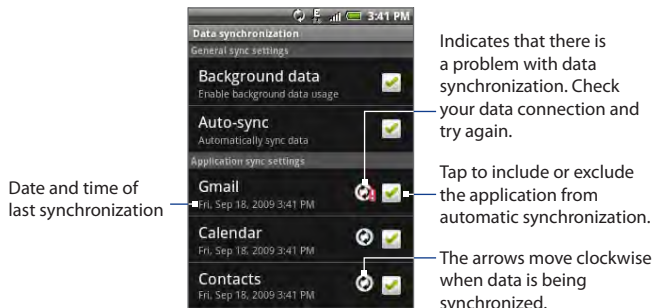 3:41 PM
Data synchronization
General sync settings
Background data
Enable background data usage
Auto-sync
Automatically sync data
Application sync settings
Gmail
Fri, Sep 18, 2009 3:41 PM
Calendar
Fri, Sep 18, 2009 3:41 PM
Contacts
Fri, Sep 18, 2009 3:41 PM
Date and time of
last synchronization
Indicates that there is
a problem with data
synchronization. Check
your data connection and
try again.
Tap to include or exclude
the application from
automatic synchronization.
The arrows move clockwise
when data is being
synchronized.